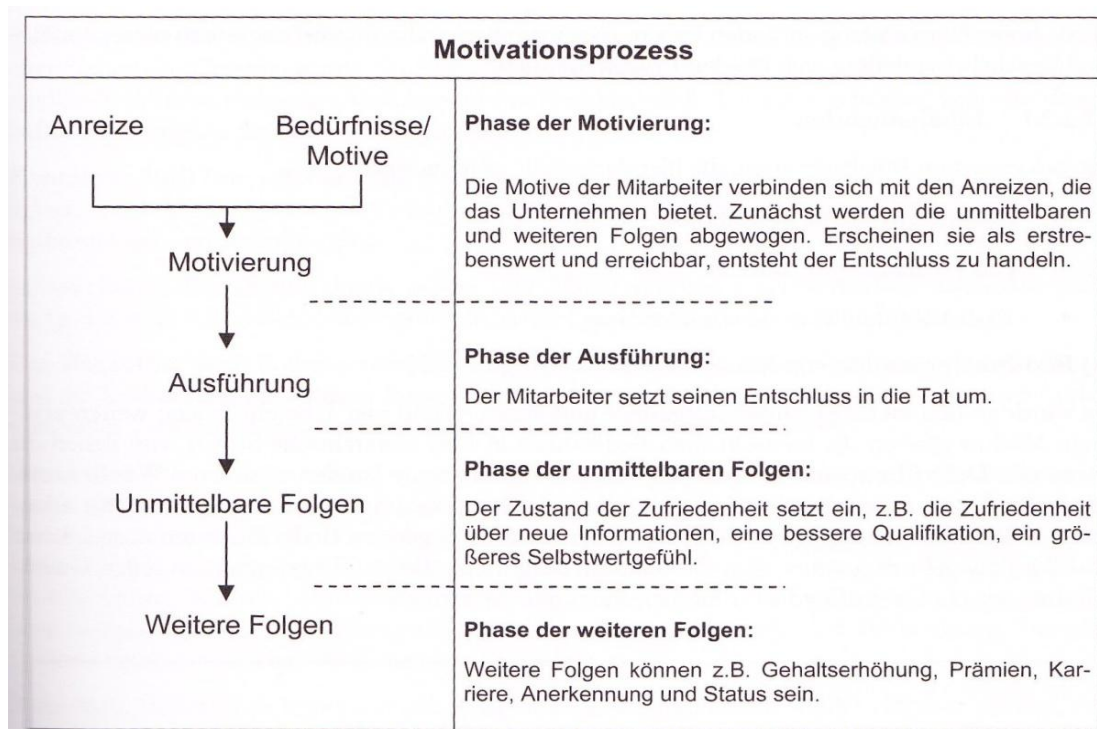 Motivationsprozess
Anreize
Bedürfnisse/
Motive
Motivierung
Ausführung
Unmittelbare Folgen
Weitere Folgen
Phase der Motivierung:
Die Motive der Mitarbeiter verbinden sich mit den Anreizen, die
das Unternehmen bietet. Zunächst werden die unmittelbaren
und weiteren Folgen abgewogen. Erscheinen sie als erstre-
benswert und erreichbar, entsteht der Entschluss zu handeln.
Phase der Ausführung:
Der Mitarbeiter setzt seinen Entschluss in die Tat um.
Phase der unmittelbaren Folgen:
Der Zustand der Zufriedenheit setzt ein, z.B. die Zufriedenheit
über neue Informationen, eine bessere Qualifikation, ein grö-
ßeres Selbstwertgefühl.
Phase der weiteren Folgen:
Weitere Folgen können z.B. Gehaltserhöhung, Prämien, Kar-
riere, Anerkennung und Status sein.